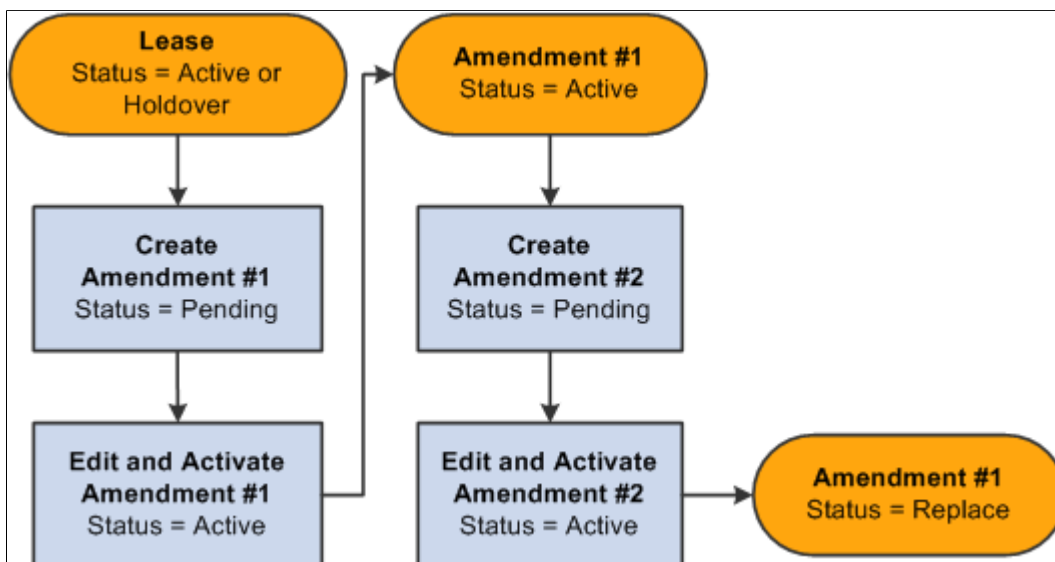 Lease
Status = Active or
Holdover
Create
Amendment #1
Status = Pending
Edit and Activate
Amendment #1
Status = Active
Amendment #1
Status = Active
Create
Amendment #2
Status = Pending
Edit and Activate
Amendment #2
Status = Active
Amendment #1
Status = Replace